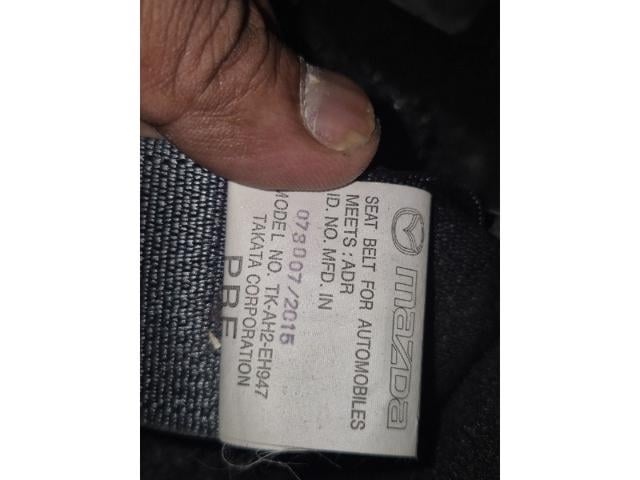 mazda
SEAT BELT FOR AUTOMOBILES
MEETS : ADR
ID. NO. MFD. IN
073007/2015
MODEL NO. TK-AH2-EH947
TAKATA CORPORATION
PBF